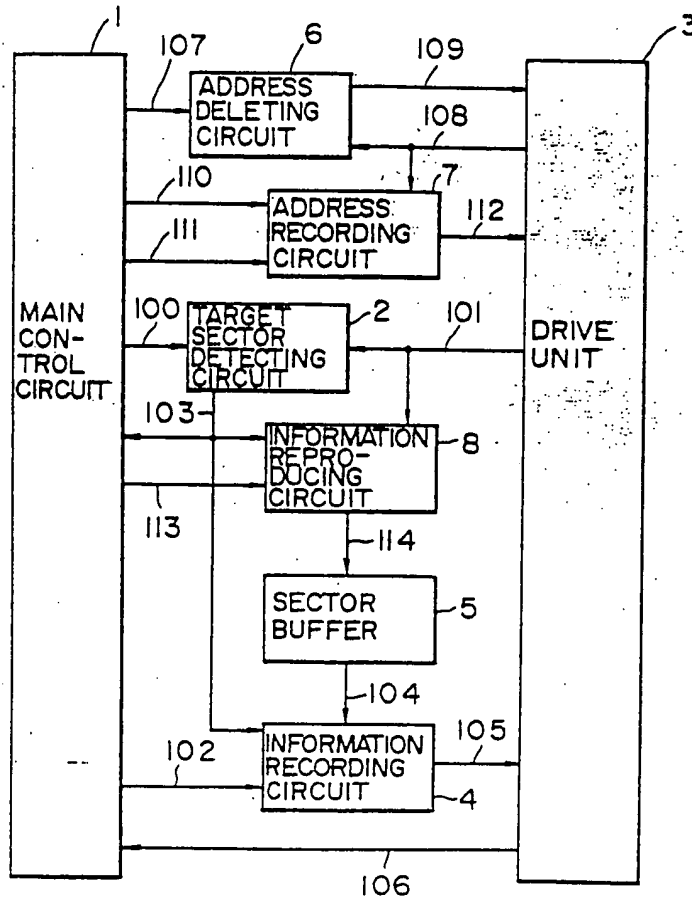 1
6
3
107
109
ADDRESS
DELETING
CIRCUIT
108
110
7
ADDRESS
RECORDING
CIRCUIT
112
111
MAIN
CON-
TROL
CIRCUIT
100
TARGET
SECTOR
DETECTING
CIRCUIT
2
101
DRIVE
UNIT
103
INFORMATION
REPRO-
DUCING
CIRCUIT
8
113
114
SECTOR
BUFFER
5
104
102
INFORMATION
RECORDING
CIRCUIT
105
4
106